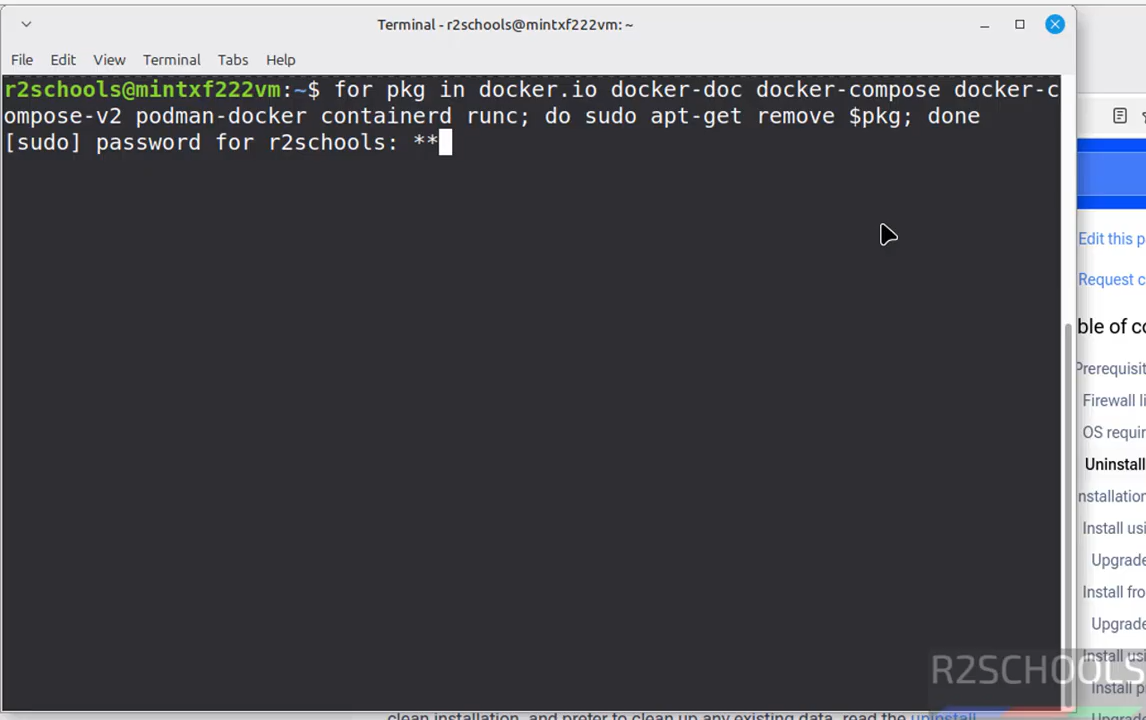 Terminal - r2schools@mintxf222vm: ~
File Edit View Terminal Tabs Help
r2schools@mintxf222vm:~$ for pkg in docker.io docker-doc docker-compose docker-c
ompose-v2 podman-docker containerd runc; do sudo apt-get remove $pkg; done
[sudo] password for r2schools: **
Edit this p
Request c
ble of co
Prerequisit
Firewall li
OS requir
Uninstall
nstallation
Install usi
Upgrade
Install fro
Upgrade
Install usi
Install p
Upgrad
R2SCHOOLS
clean installation, and prefer to clean up any existing data, read the uninstall